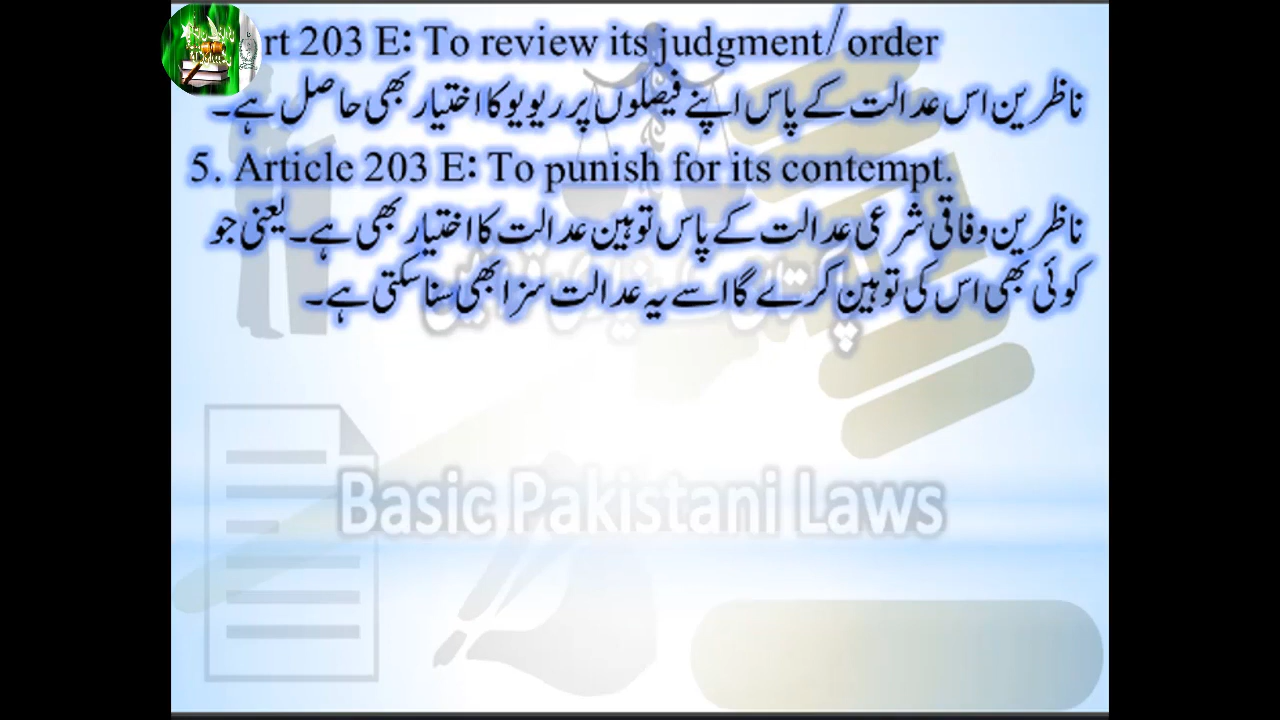 rt 203 E: To review its judgment/ order
ناظرین اس عدالت کے پاس اپنے فیصلوں پر ریویو کا اختیار بھی حاصل ہے۔
5. Article 203 E: To punish for its contempt.
ناظرین وفاقی شرعی عدالت کے پاس توہین عدالت کا اختیار بھی ہے۔ یعنی جو
کوئی بھی اس کی توہین کرے گا اسے یہ عدالت سزا بھی سنا سکتی ہے۔
Basic Pakistani Laws